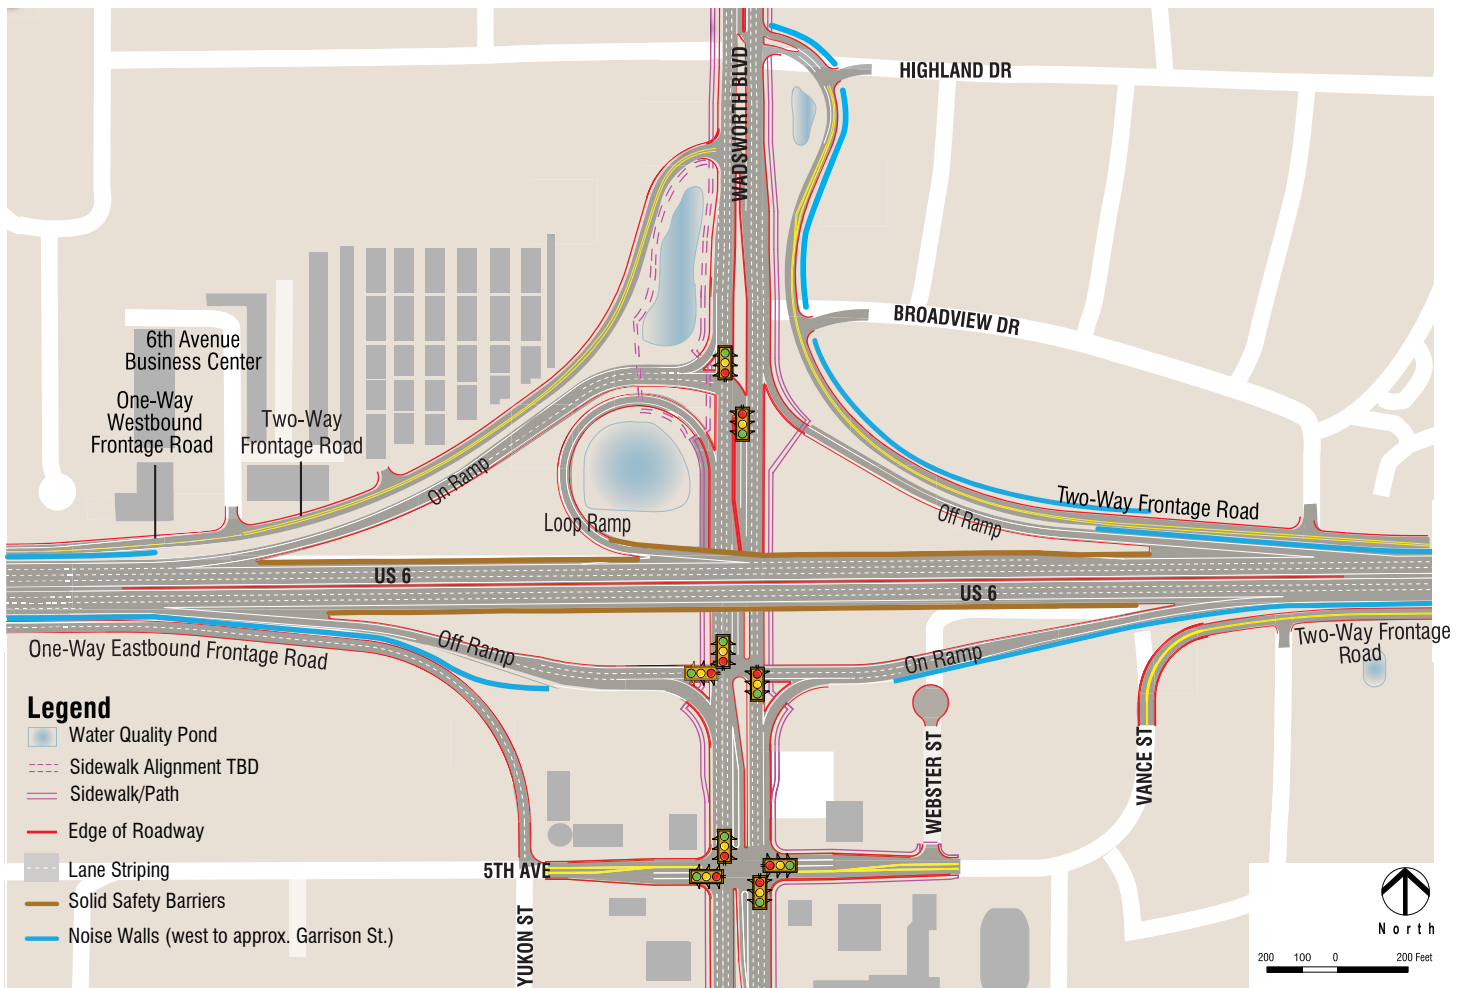 WADSWORTH BLVD
HIGHLAND DR
BROADVIEW DR
6th Avenue
Business Center
One-Way
Westbound
Frontage Road
Two-Way
Frontage Road
On Ramp
Loop Ramp
Off Ramp
Two-Way Frontage Road
US 6
US 6
One-Way Eastbound Frontage Road
Off Ramp
On Ramp
Two-Way Frontage
Road
Legend
Water Quality Pond
Sidewalk Alignment TBD
Sidewalk/Path
Edge of Roadway
Lane Striping
Solid Safety Barriers
Noise Walls (west to approx. Garrison St.)
5TH AVE
YUKON ST
WEBSTER ST
VANCE ST
North
200 100 0 200 Feet